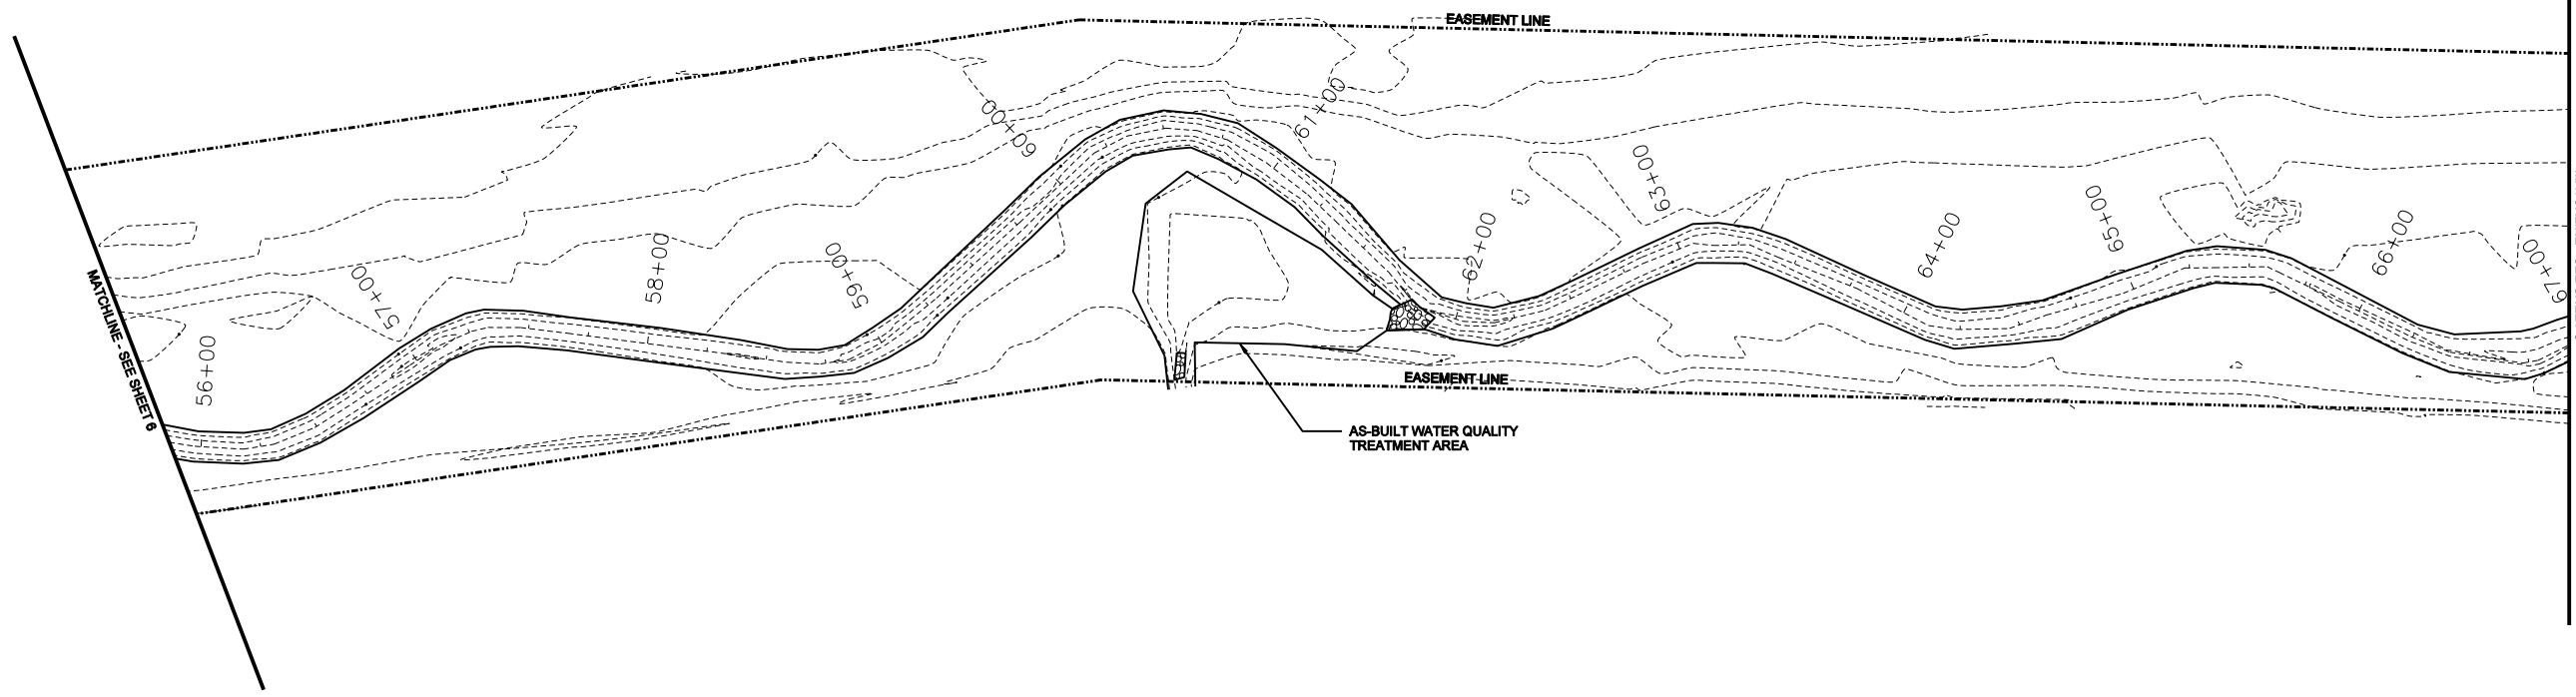 EASEMENT LINE
MATCHLINE - SEE SHEET 6
56+00
57+00
58+00
59+00
60+00
61+00
62+00
63+00
64+00
65+00
66+00
67+00
EASEMENT LINE
AS-BUILT WATER QUALITY
TREATMENT AREA